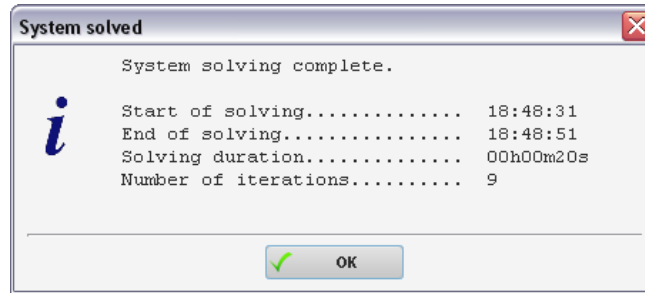 System solved
System solving complete.
Start of solving.............. 18:48:31
End of solving................ 18:48:51
Solving duration.............. 00h00m20s
Number of iterations.......... 9
OK